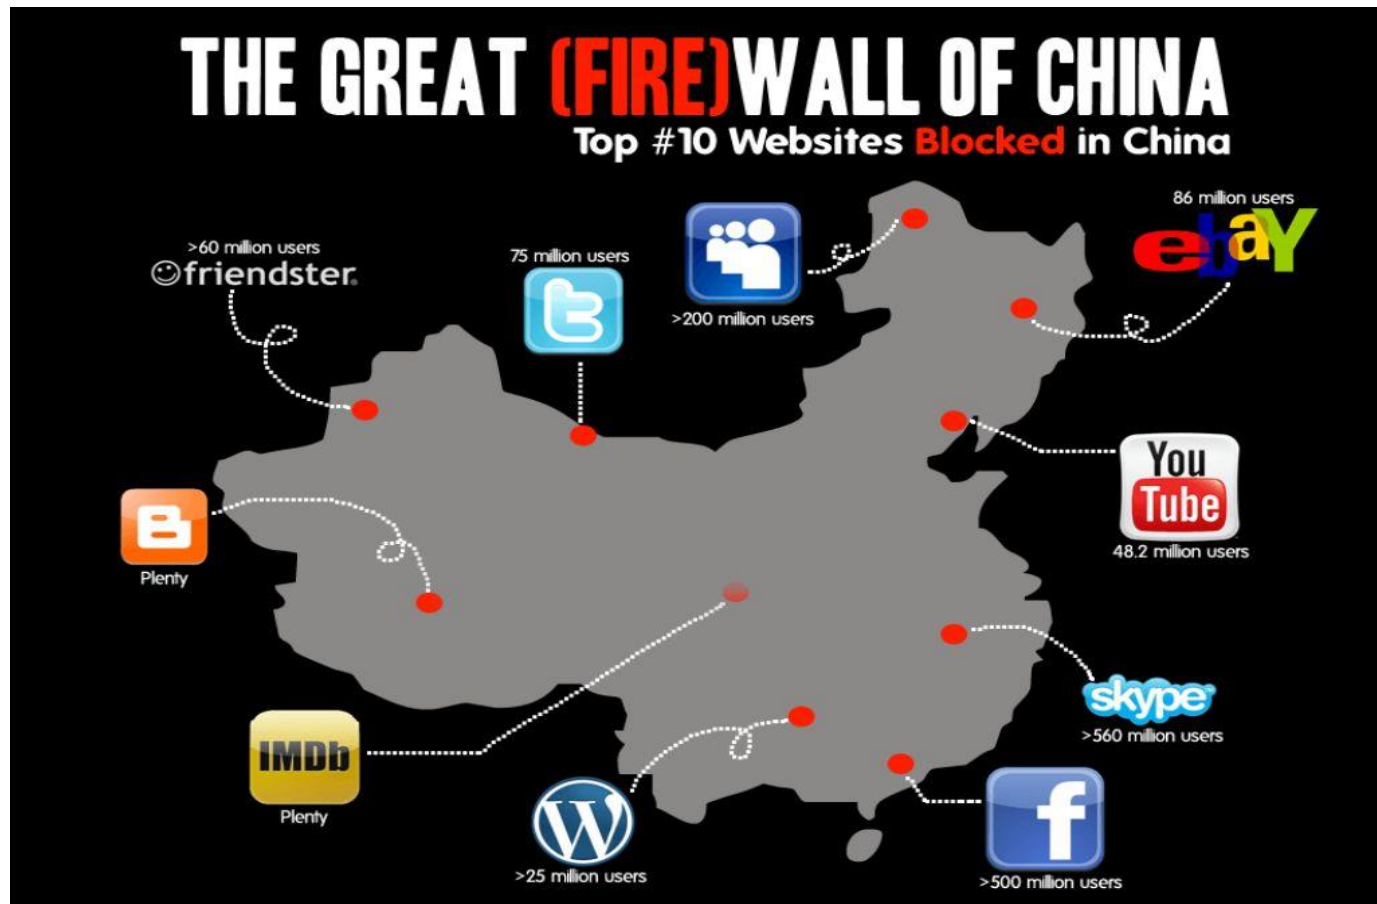 THE GREAT (FIRE)WALL OF CHINA
Top #10 Websites Blocked in China
86 million users
ebaY
>60 million users
friendster.
75 million users
t
>200 million users
You
Tube
48.2 million users
B
Plenty
skype
>560 million users
IMDb
Plenty
W
>25 million users
f
>500 million users